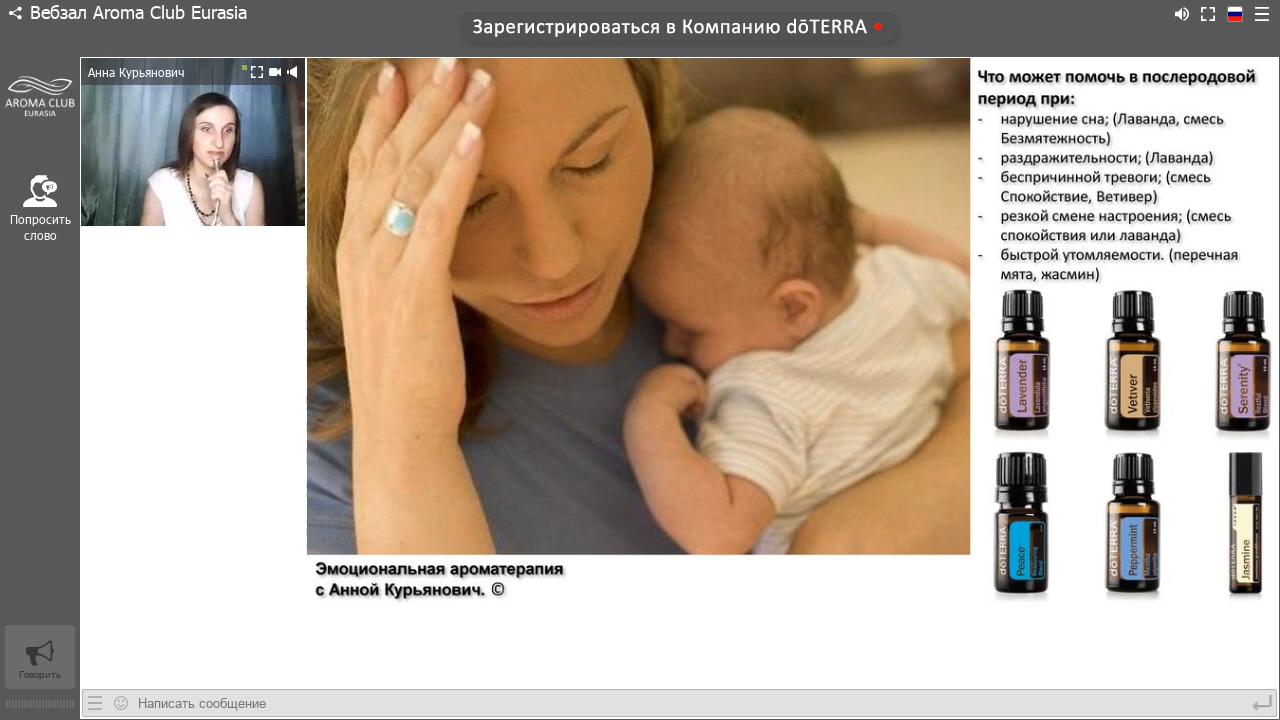 Вебзал Aroma Club Eurasia
Зарегистрироваться в Компанию dōTERRA
AROMA CLUB
EURASIA
Попросить
слово
Говорить
Анна Курьянович
Что может помочь в послеродовой
период при:
- нарушение сна; (Лаванда, смесь
Безмятежность)
- раздражительности; (Лаванда)
- беспричинной тревоги; (смесь
Спокойствие, Ветивер)
- резкой смене настроения; (смесь
спокойствия или лаванда)
- быстрой утомляемости. (перечная
мята, жасмин)
dōTERRA
Lavender
dōTERRA
Vetiver
dōTERRA
Serenity
dōTERRA
Peace
dōTERRA
Peppermint
Jasmine
Эмоциональная ароматерапия
с Анной Курьянович. ©
Написать сообщение